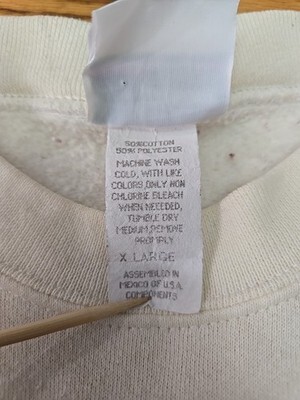 50%COTTON
50% POLYESTER
MACHINE WASH
COLD, WITH LIKE
COLORS,ONLY NON
CHLORINE BLEACH
WHEN NEEDED,
TUMBLE DRY
MEDIUM,REMOVE
PROMPLY
X LARGE
ASSEMBLED IN
MEXICO OF U.S.A.
COMPONENTS